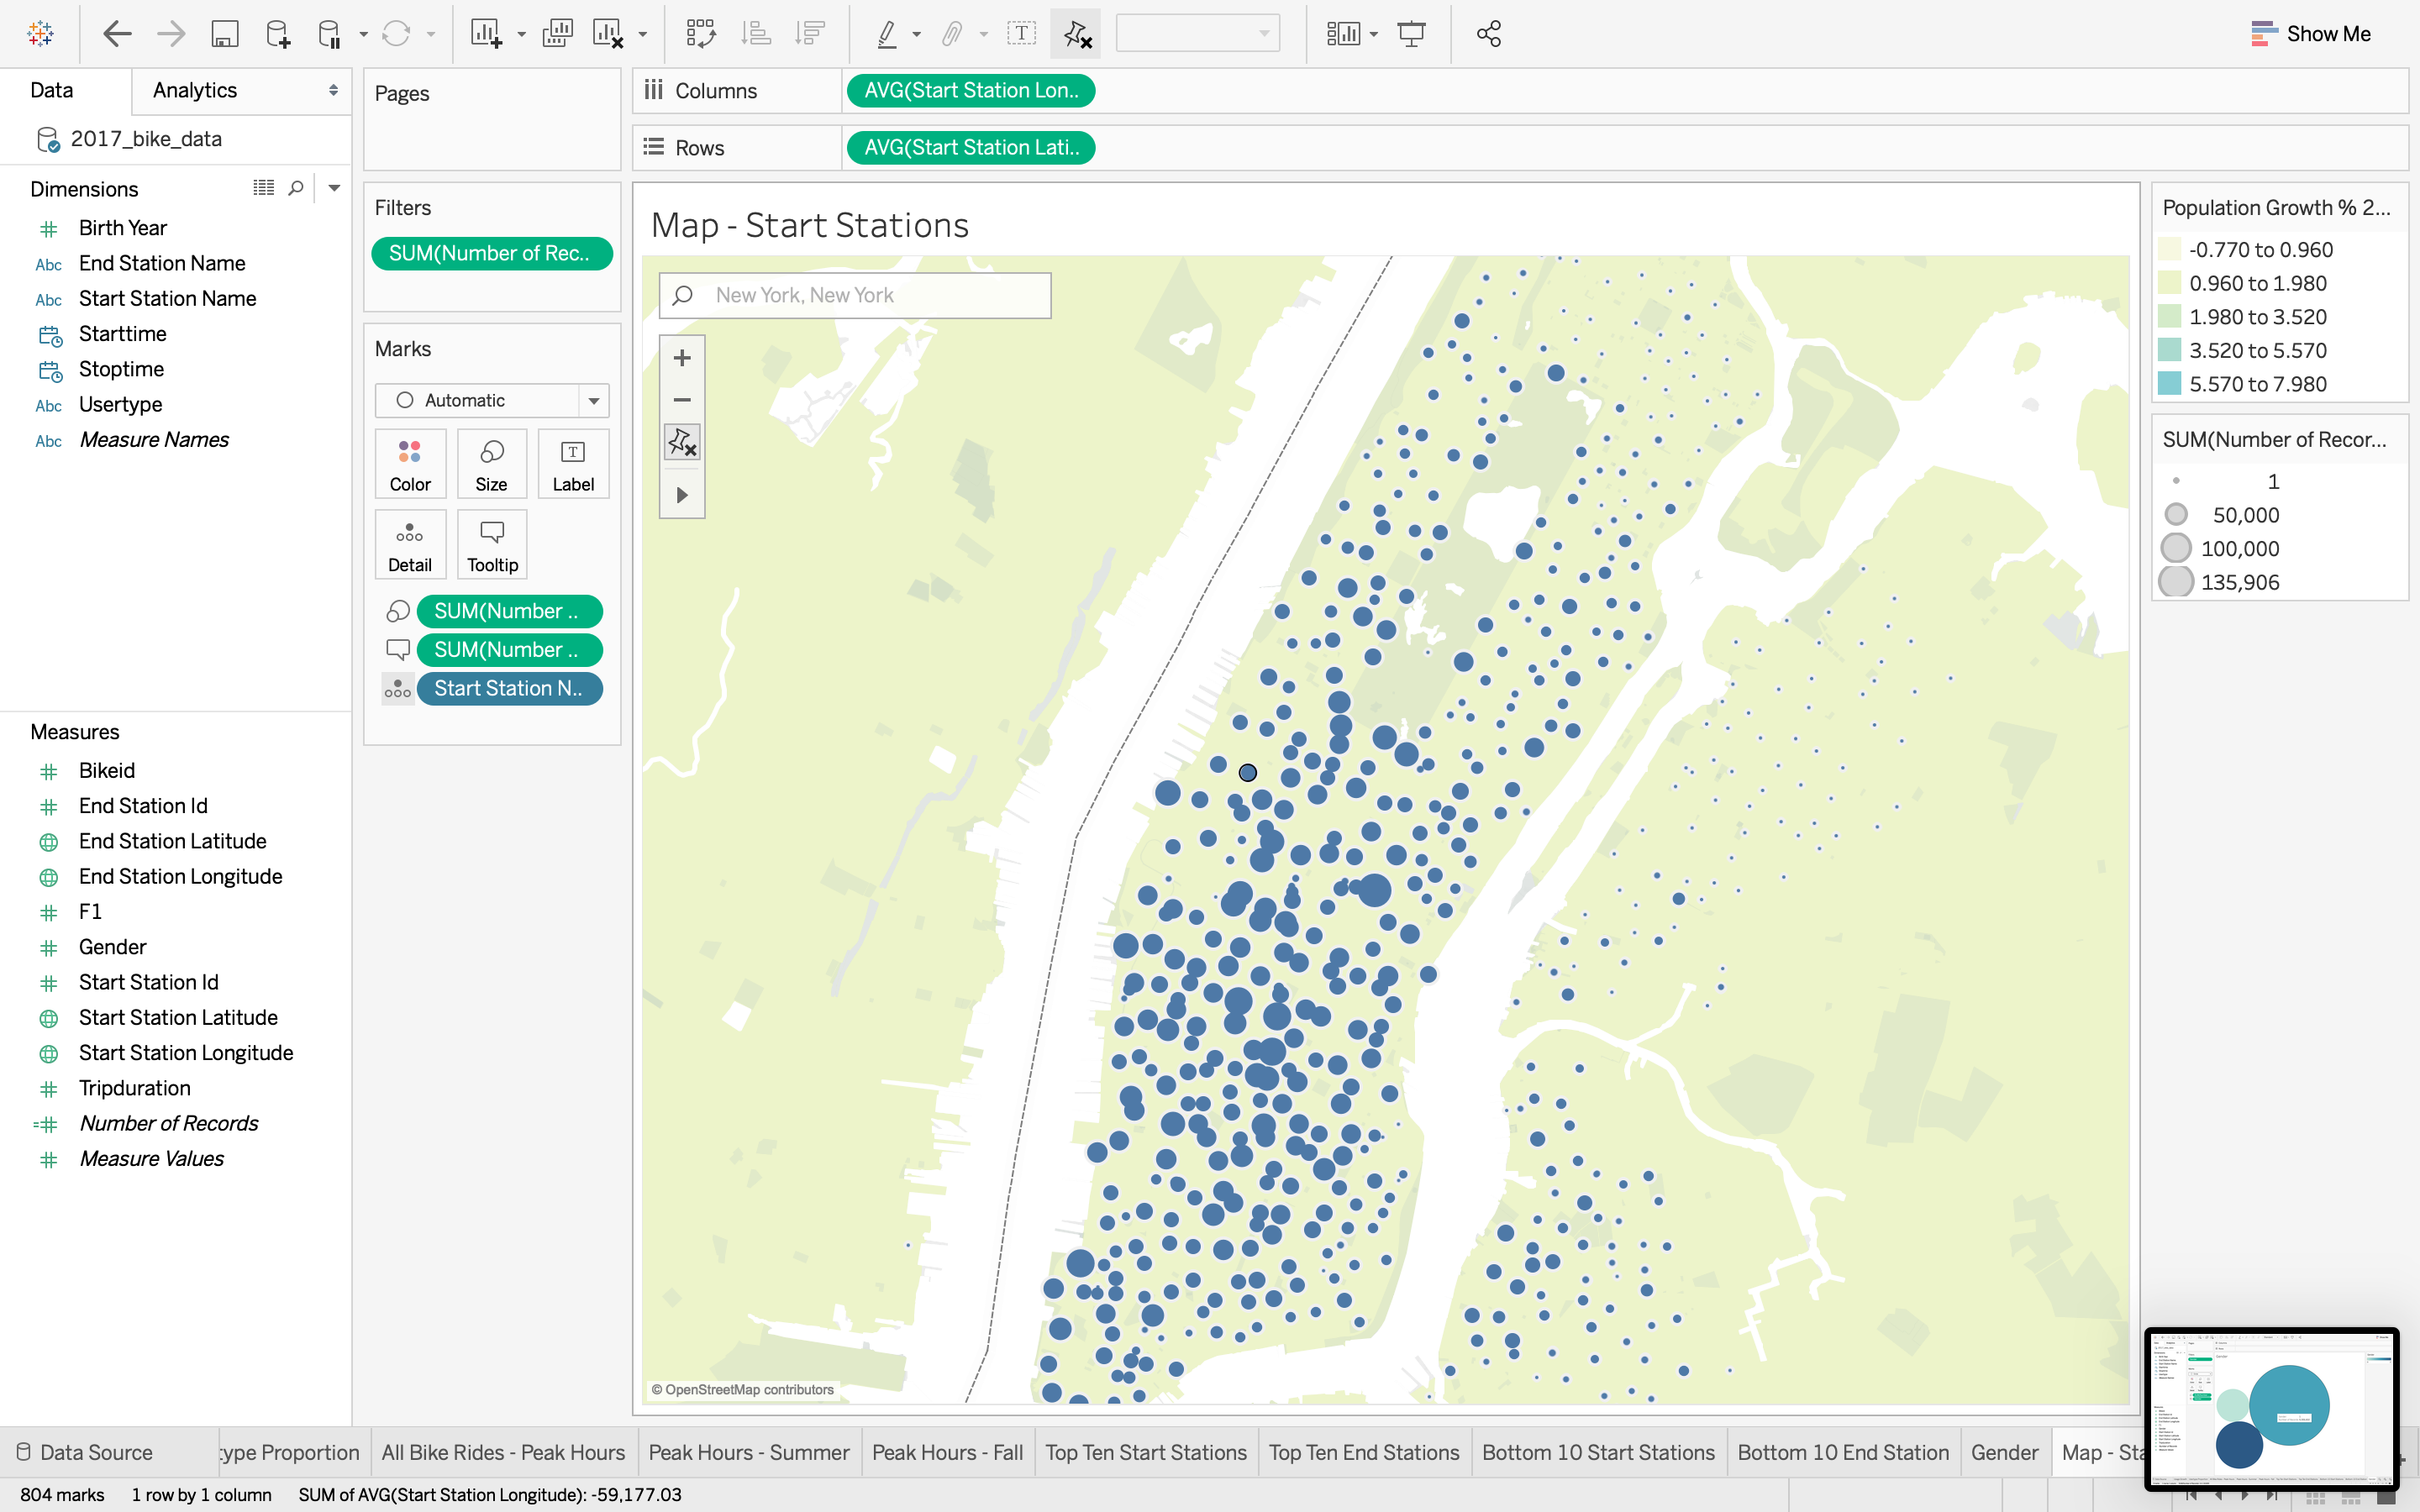 Show Me
Data
Analytics
2017_bike_data
Dimensions
Birth Year
Abc End Station Name
Abc Start Station Name
Starttime
Stoptime
Abc Usertype
Abc Measure Names
Measures
Bikeid
End Station Id
End Station Latitude
End Station Longitude
F1
Gender
Start Station Id
Start Station Latitude
Start Station Longitude
Tripduration
Number of Records
Measure Values
Pages
Filters
SUM(Number of Rec..
Marks
Automatic
Color Size Label
Detail Tooltip
SUM(Number ..
SUM(Number ..
Start Station N..
Columns AVG(Start Station Lon..
Rows AVG(Start Station Lati..
Map - Start Stations
New York, New York
© OpenStreetMap contributors
Population Growth % 2...
-0.770 to 0.960
0.960 to 1.980
1.980 to 3.520
3.520 to 5.570
5.570 to 7.980
SUM(Number of Recor...
1
50,000
100,000
135,906
Data Source ype Proportion All Bike Rides - Peak Hours Peak Hours - Summer Peak Hours - Fall Top Ten Start Stations Top Ten End Stations Bottom 10 Start Stations Bottom 10 End Station Gender Map - Sta
804 marks 1 row by 1 column SUM of AVG(Start Station Longitude): -59,177.03